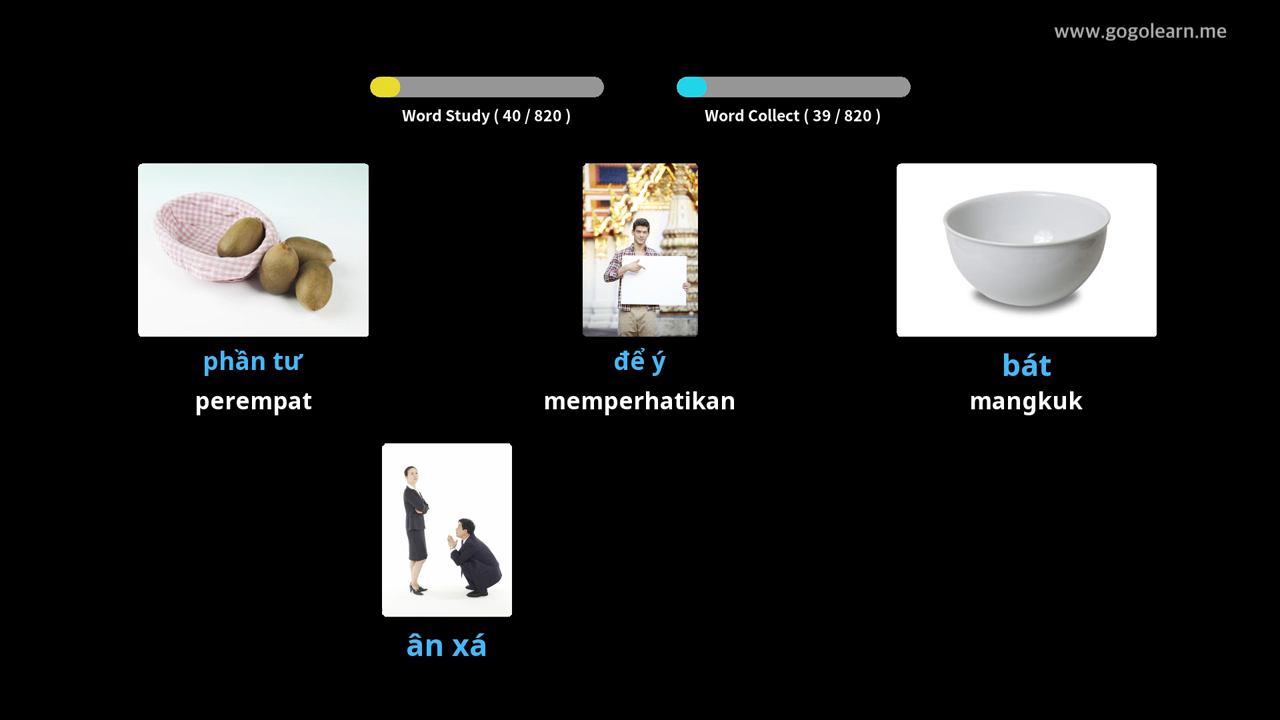 www.gogolearn.me
Word Study ( 40 / 820 )
Word Collect ( 39 / 820 )
phần tư
perempat
để ý
memperhatikan
bát
mangkuk
ân xá